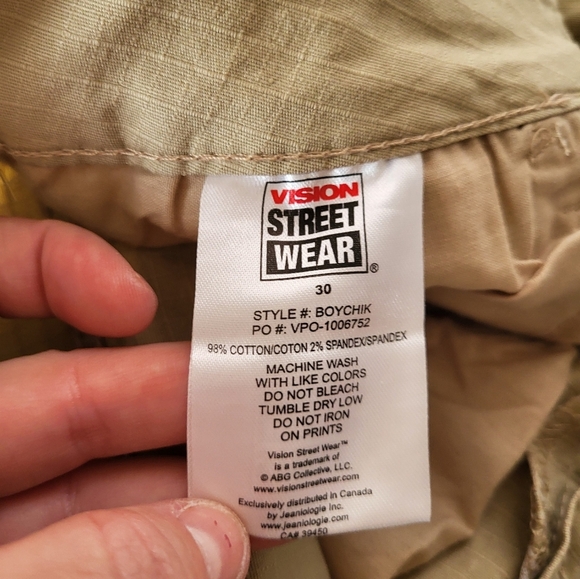 VISION
STREET
WEAR
®
30
STYLE #: BOYCHIK
PO #: VPO-1006752
98% COTTON/COTON 2% SPANDEX/SPANDEX
MACHINE WASH
WITH LIKE COLORS
DO NOT BLEACH
TUMBLE DRY LOW
DO NOT IRON
ON PRINTS
Vision Street Wear™
is a trademark of
© ABG Collective, LLC.
www.visionstreetwear.com
Exclusively distributed in Canada
by Jeaniologie Inc.
www.jeaniologie.com
CA# 39450